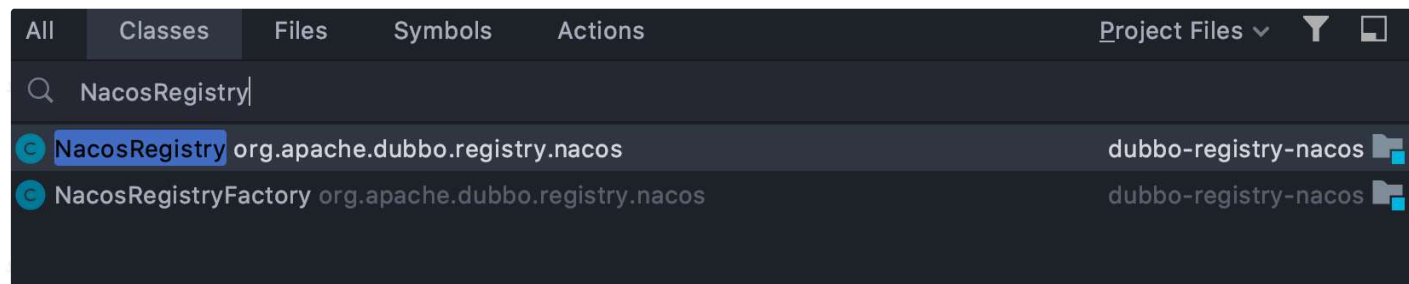 All Classes Files Symbols Actions Project Files
NacosRegistry
C NacosRegistry org.apache.dubbo.registry.nacos dubbo-registry-nacos
C NacosRegistryFactory org.apache.dubbo.registry.nacos dubbo-registry-nacos